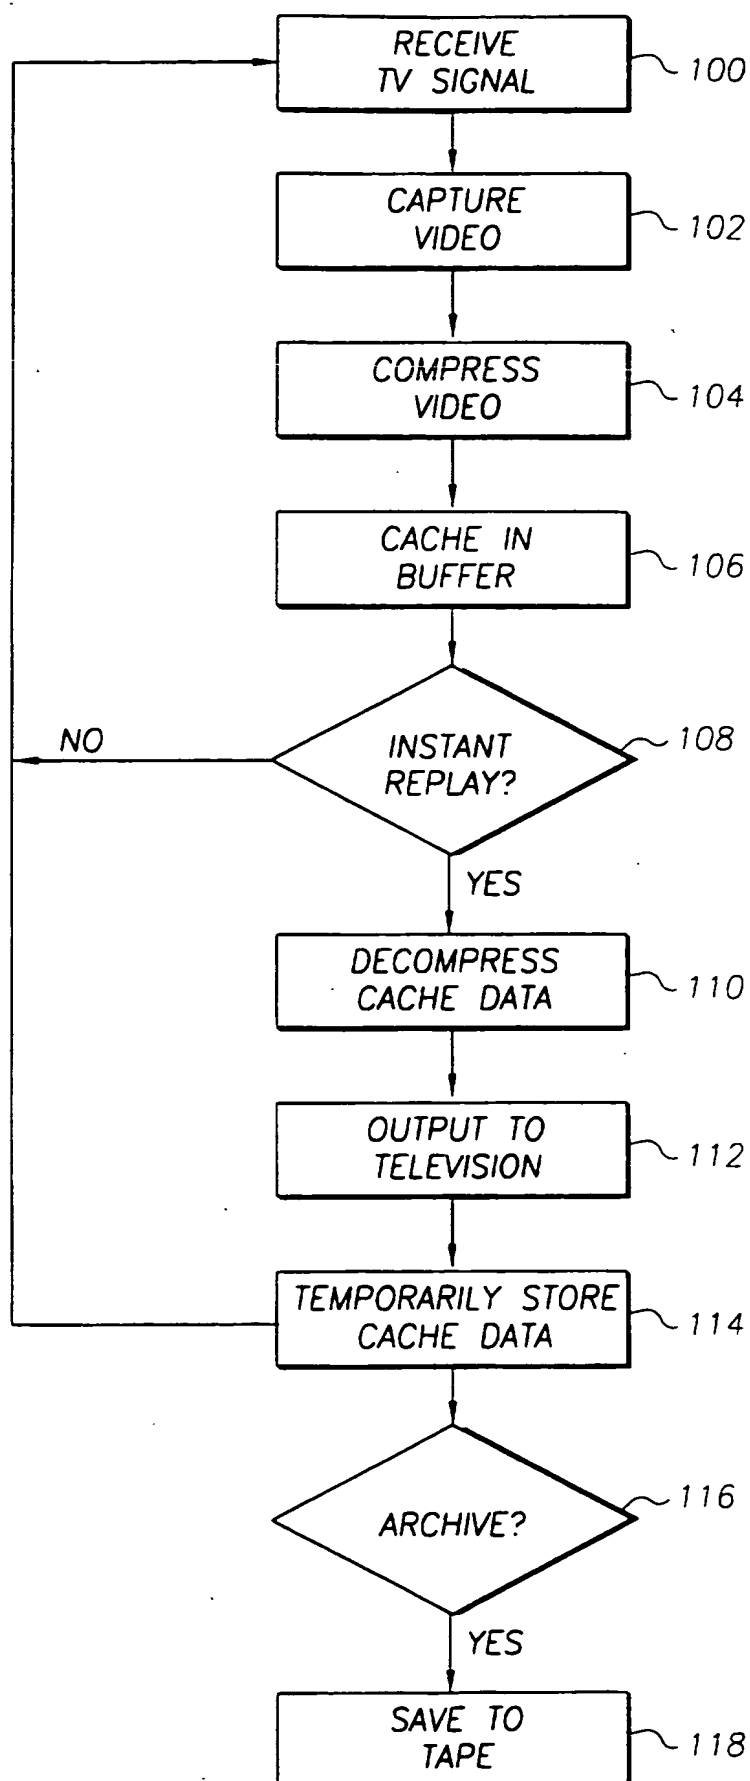 RECEIVE
TV SIGNAL
100
CAPTURE
VIDEO
102
COMPRESS
VIDEO
104
CACHE IN
BUFFER
106
NO
INSTANT
REPLAY?
108
YES
DECOMPRESS
CACHE DATA
110
OUTPUT TO
TELEVISION
112
TEMPORARILY STORE
CACHE DATA
114
ARCHIVE?
116
YES
SAVE TO
TAPE
118